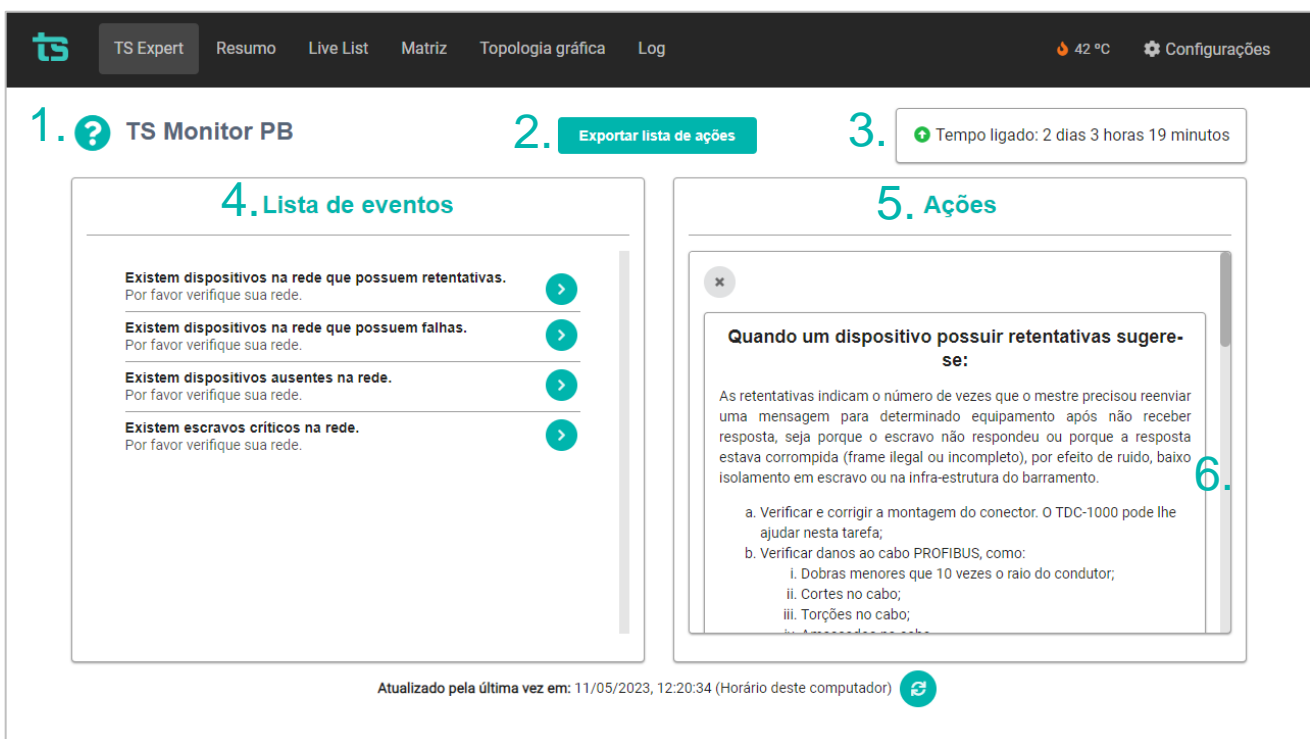 ts TS Expert Resumo Live List Matriz Topologia gráfica Log 42 ºC Configurações
1. ? TS Monitor PB 2. Exportar lista de ações 3. Tempo ligado: 2 dias 3 horas 19 minutos
4. Lista de eventos
Existem dispositivos na rede que possuem retentativas.
Por favor verifique sua rede.
Existem dispositivos na rede que possuem falhas.
Por favor verifique sua rede.
Existem dispositivos ausentes na rede.
Por favor verifique sua rede.
Existem escravos críticos na rede.
Por favor verifique sua rede.
5. Ações
Quando um dispositivo possuir retentativas sugere-
se:
As retentativas indicam o número de vezes que o mestre precisou reenviar
uma mensagem para determinado equipamento após não receber
resposta, seja porque o escravo não respondeu ou porque a resposta
estava corrompida (frame ilegal ou incompleto), por efeito de ruido, baixo
isolamento em escravo ou na infra-estrutura do barramento.
6.
a. Verificar e corrigir a montagem do conector. O TDC-1000 pode lhe
ajudar nesta tarefa;
b. Verificar danos ao cabo PROFIBUS, como:
i. Dobras menores que 10 vezes o raio do condutor;
ii. Cortes no cabo;
iii. Torções no cabo;
Atualizado pela última vez em: 11/05/2023, 12:20:34 (Horário deste computador)